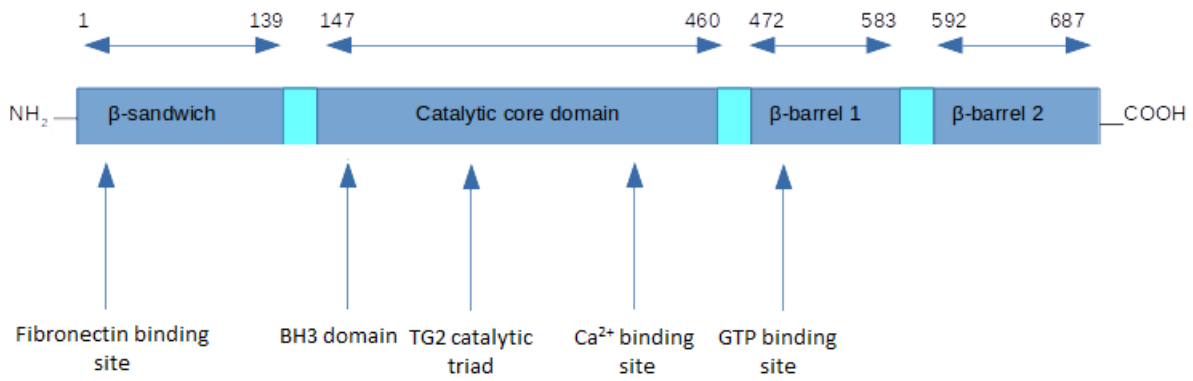 1 139 147 460 472 583 592 687
NH2 β-sandwich Catalytic core domain β-barrel 1 β-barrel 2 COOH
Fibronectin binding site
BH3 domain
TG2 catalytic triad
Ca2+ binding site
GTP binding site